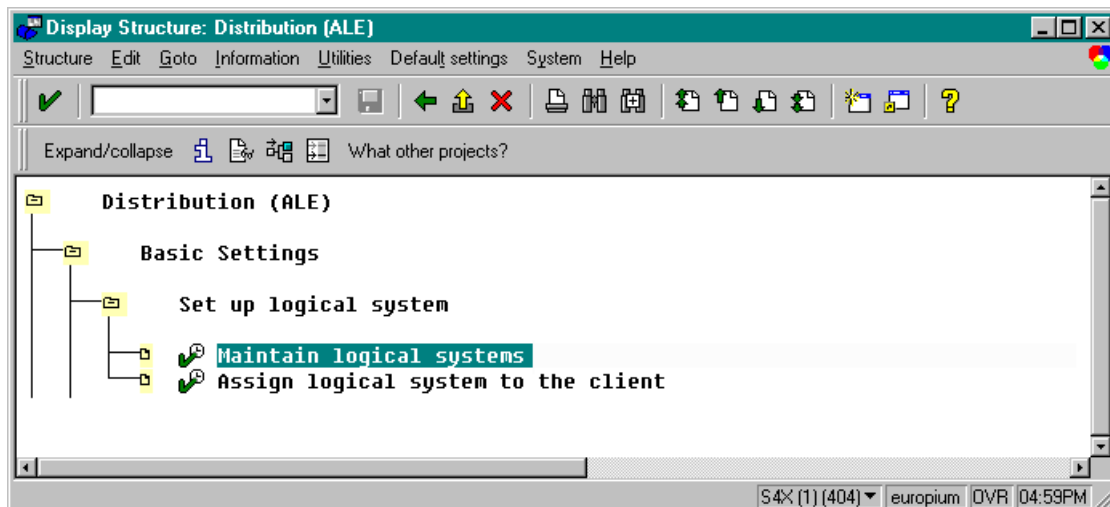 Display Structure: Distribution (ALE)
Structure Edit Goto Information Utilities Default settings System Help
Expand/collapse What other projects?
Distribution (ALE)
Basic Settings
Set up logical system
Maintain logical systems
Assign logical system to the client
S4X (1) (404) europium OVR 04:59PM